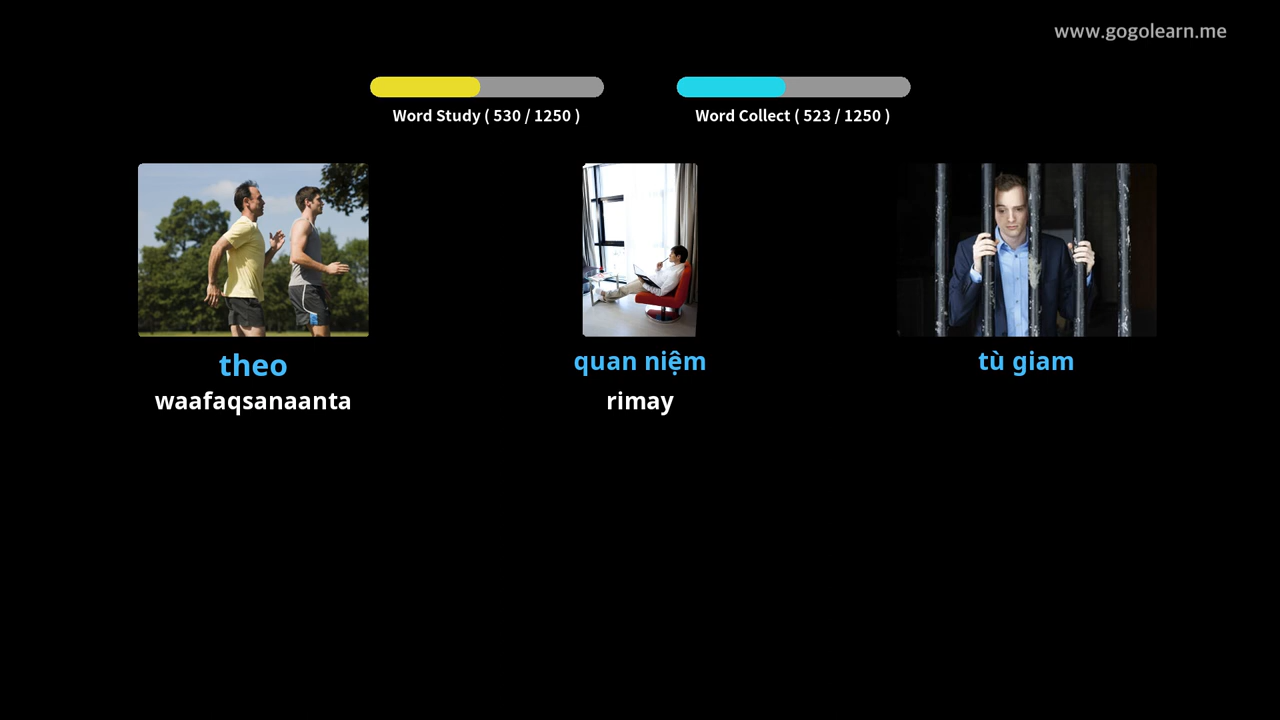 www.gogolearn.me
Word Study ( 530 / 1250 )
Word Collect ( 523 / 1250 )
theo
quan niệm
tù giam
waafaqsanaanta
rimay